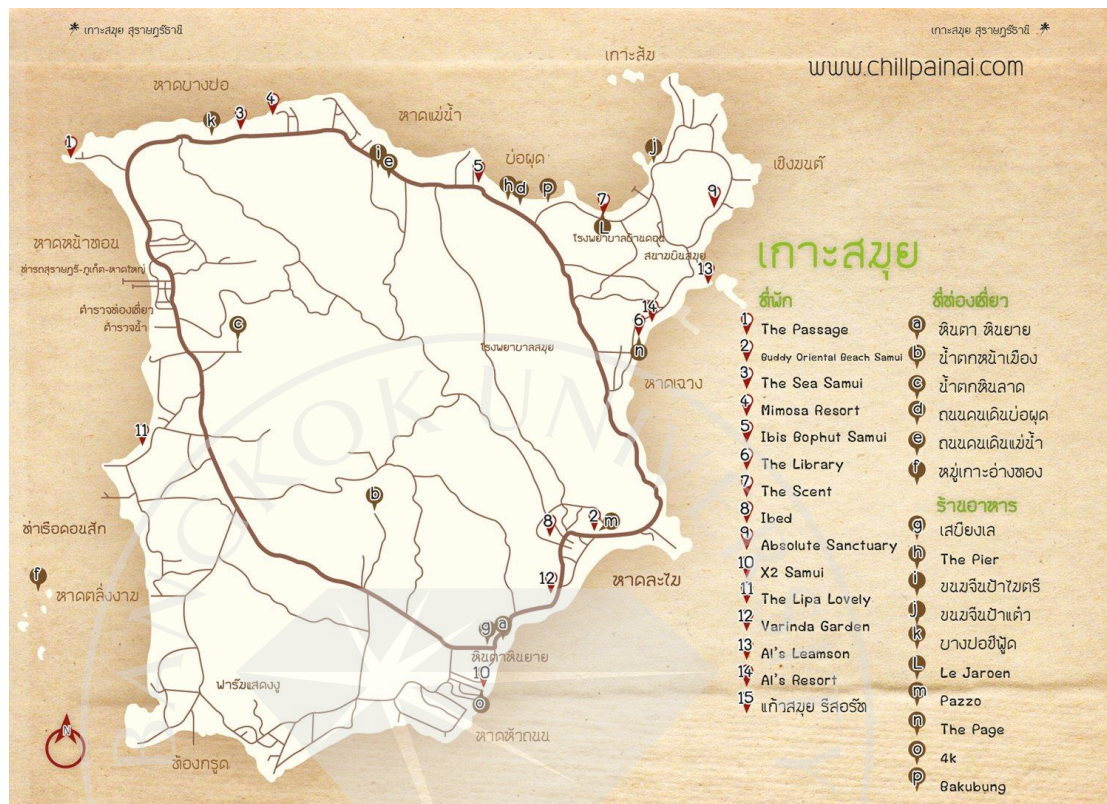 เกาะสมุย สุราษฎร์ธานี
เกาะสมุย สุราษฎร์ธานี
www.chillpainai.com
เกาะส้ม
หาดบางปอ
หาดแม่น้ำ
บ่อผุด
เชิงมนต์
หาดหน้าทอน
ท่ารถสุราษฎร์-ภูเก็ต-หาดใหญ่
ตำรวจท่องเที่ยว
ตำรวจน้ำ
โรงพยาบาลบ้านดอน
สนามบินสมุย
โรงพยาบาลสมุย
หาดเฉวง
ท่าเรือดอนสัก
หาดตลิ่งงาม
หาดละไม
หินตาหินยาย
ฟาร์มแสดงงู
หาดหัวถนน
ท้องกรูด
N
BANGKOK UNI
เกาะสมุย
ที่พัก
1 The Passage
2 Buddy Oriental Beach Samui
3 The Sea Samui
4 Mimosa Resort
5 Ibis Bophut Samui
6 The Library
7 The Scent
8 Ibed
9 Absolute Sanctuary
10 X2 Samui
11 The Lipa Lovely
12 Varinda Garden
13 Al's Leamson
14 Al's Resort
15 แก้วสมุย รีสอร์ท
ที่ท่องเที่ยว
a หินตา หินยาย
b น้ำตกหน้าเมือง
c น้ำตกหินลาด
d ถนนคนเดินบ่อผุด
e ถนนคนเดินแม่น้ำ
f หมู่เกาะอ่างทอง
ร้านอาหาร
g เสบียงเล
h The Pier
i ขนมจีนป้าไมตรี
j ขนมจีนป้าแต๋ว
k บางปอซีฟู้ด
L Le Jaroen
m Pazzo
n The Page
o 4k
p Bakubung